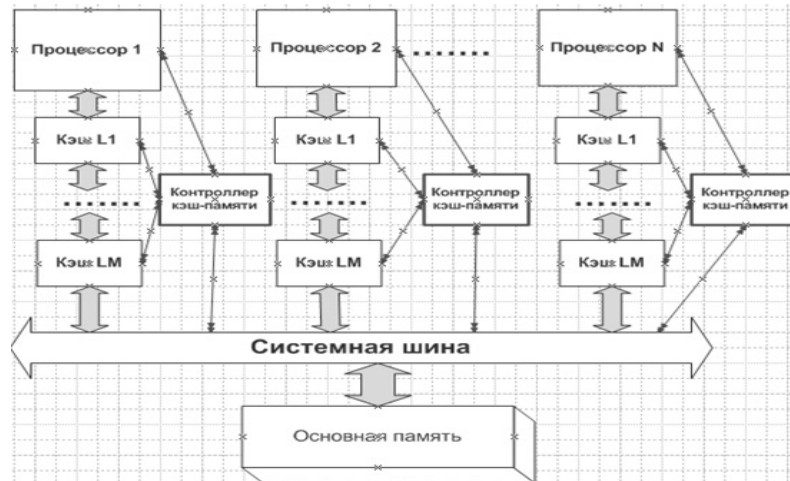 Процессор 1
Процессор 2
Процессор N
Кэш L1
Кэш L1
Кэш L1
Контроллер
кэш-памяти
Контроллер
кэш-памяти
Контроллер
кэш-памяти
Кэш LM
Кэш LM
Кэш LM
Системная шина
Основная память